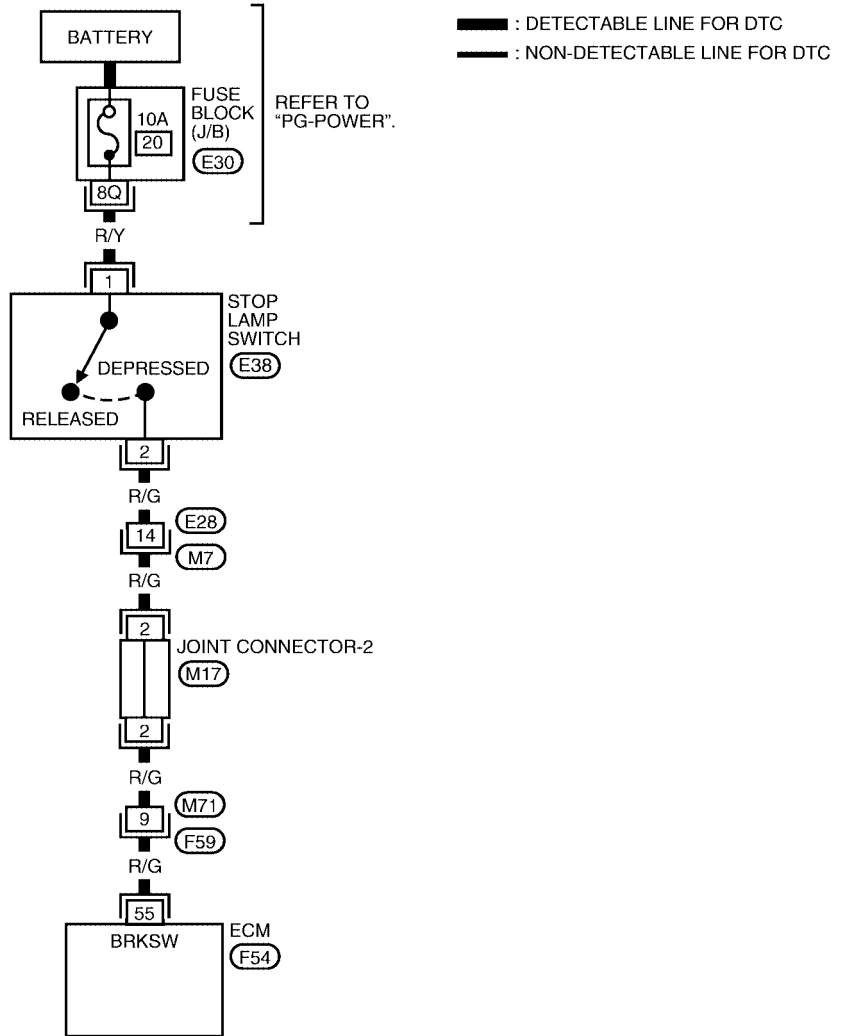 BATTERY
: DETECTABLE LINE FOR DTC
: NON-DETECTABLE LINE FOR DTC
FUSE
BLOCK
(J/B)
10A
20
E30
REFER TO
“PG-POWER”.
8Q
R/Y
1
STOP
LAMP
SWITCH
E38
DEPRESSED
RELEASED
2
R/G
E28
14
M7
R/G
2
JOINT CONNECTOR-2
M17
2
R/G
M71
9
F59
R/G
55
BRKSW
ECM
F54